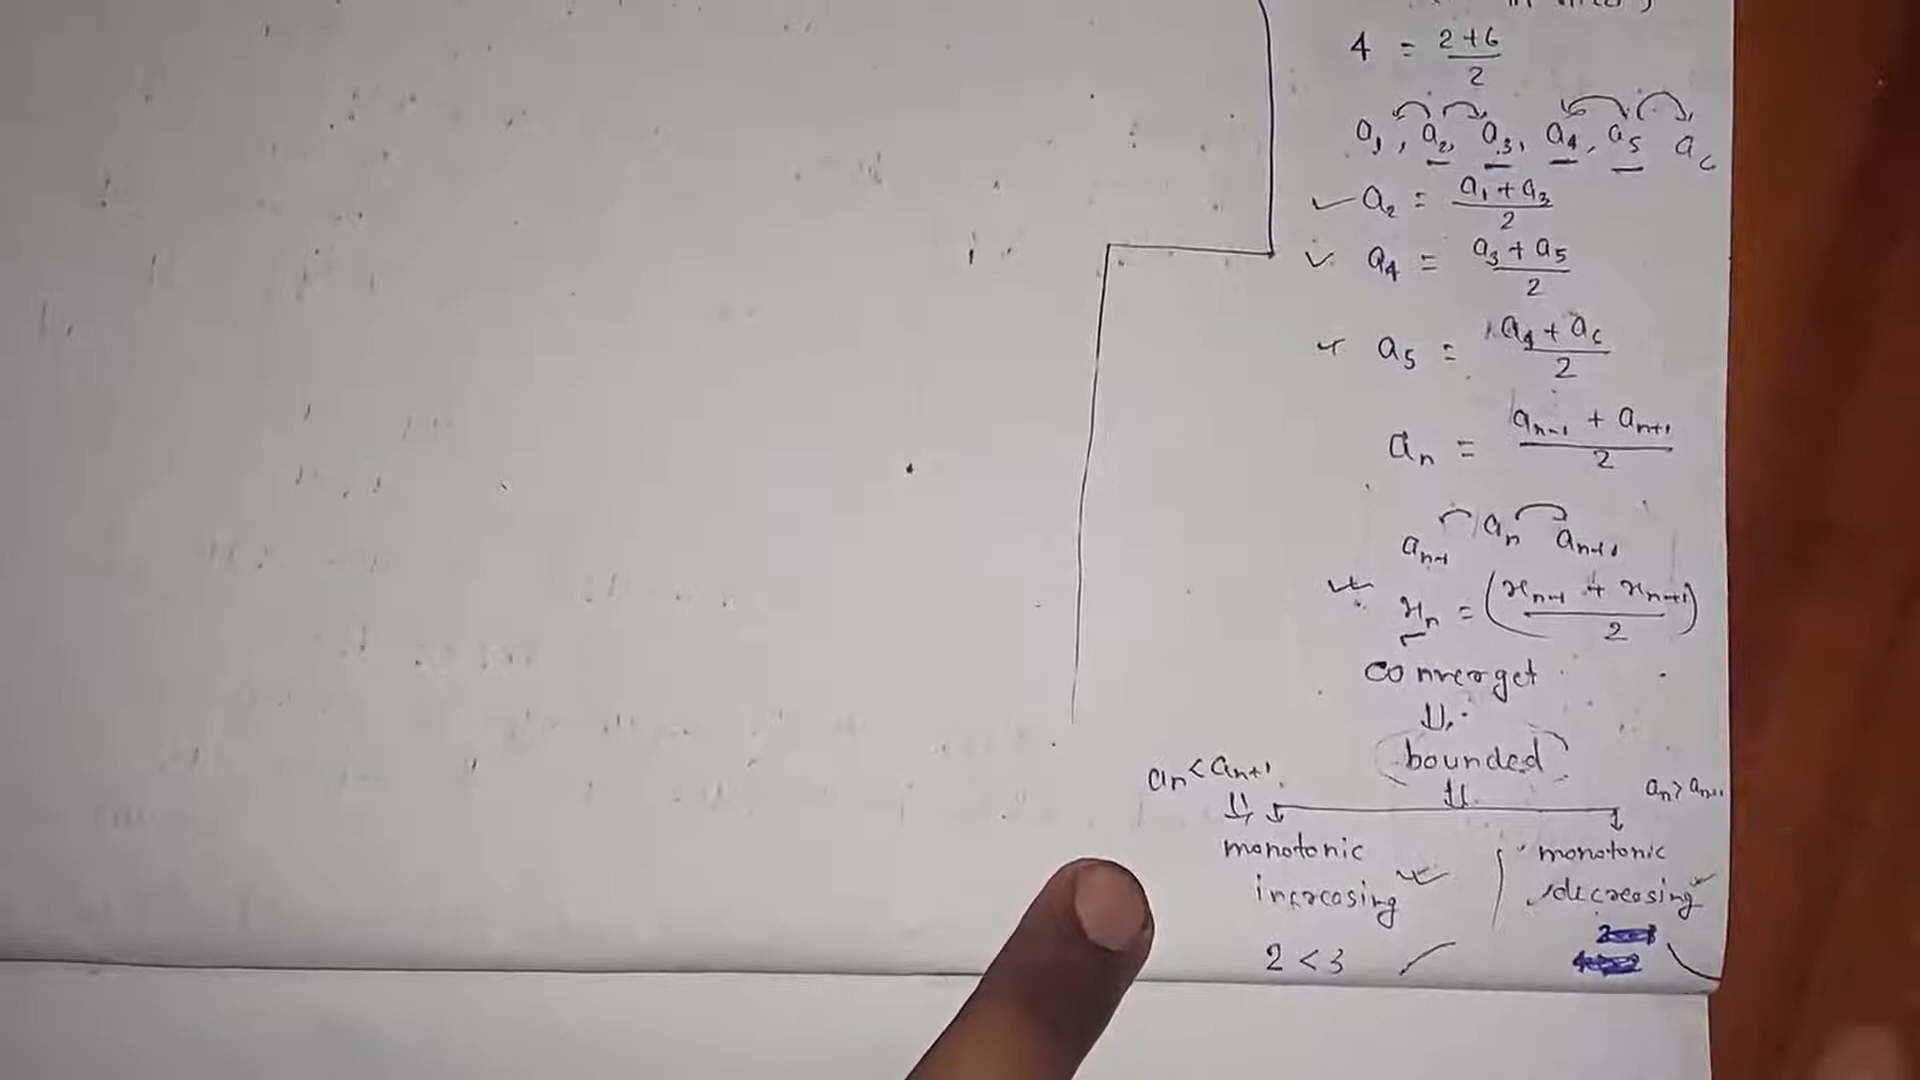 4 = 2+6/2
a1, a2, a3, a4, a5 a6
a2 = a1+a3/2
a4 = a3+a5/2
a5 = a4+a6/2
an = an-1 + an+1/2
an-1 an an+1
xn = (xn-1 + xn+1/2)
converget
⇓
bounded
an < an+1 ⇓ an > an+1
⇓
monotonic monotonic
increasing decreasing
2 < 3